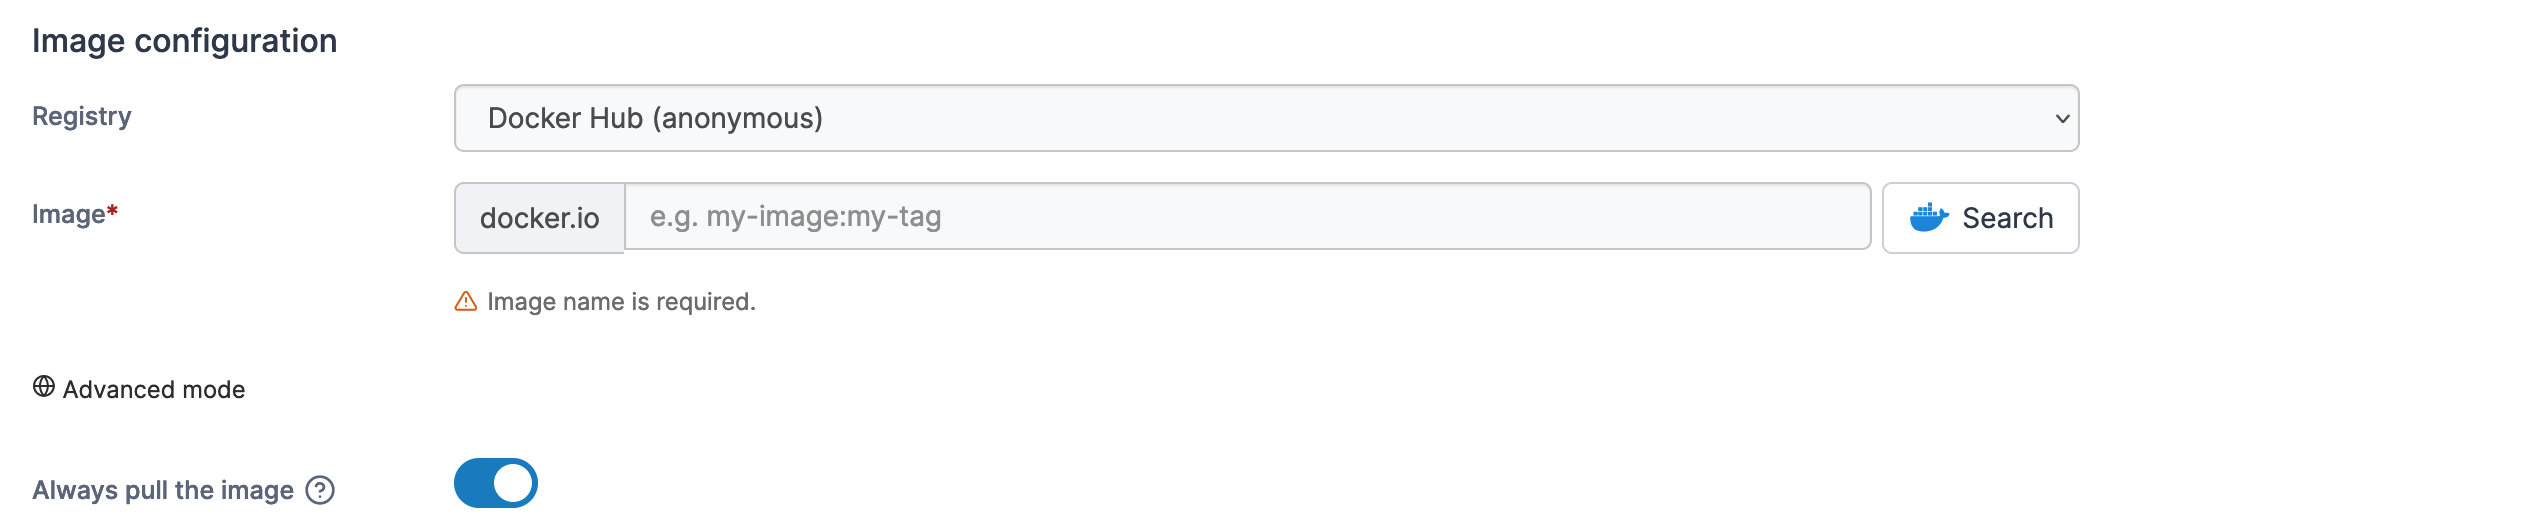 Image configuration
Registry
Docker Hub (anonymous)
Image*
docker.io
e.g. my-image:my-tag
Search
Image name is required.
Advanced mode
Always pull the image